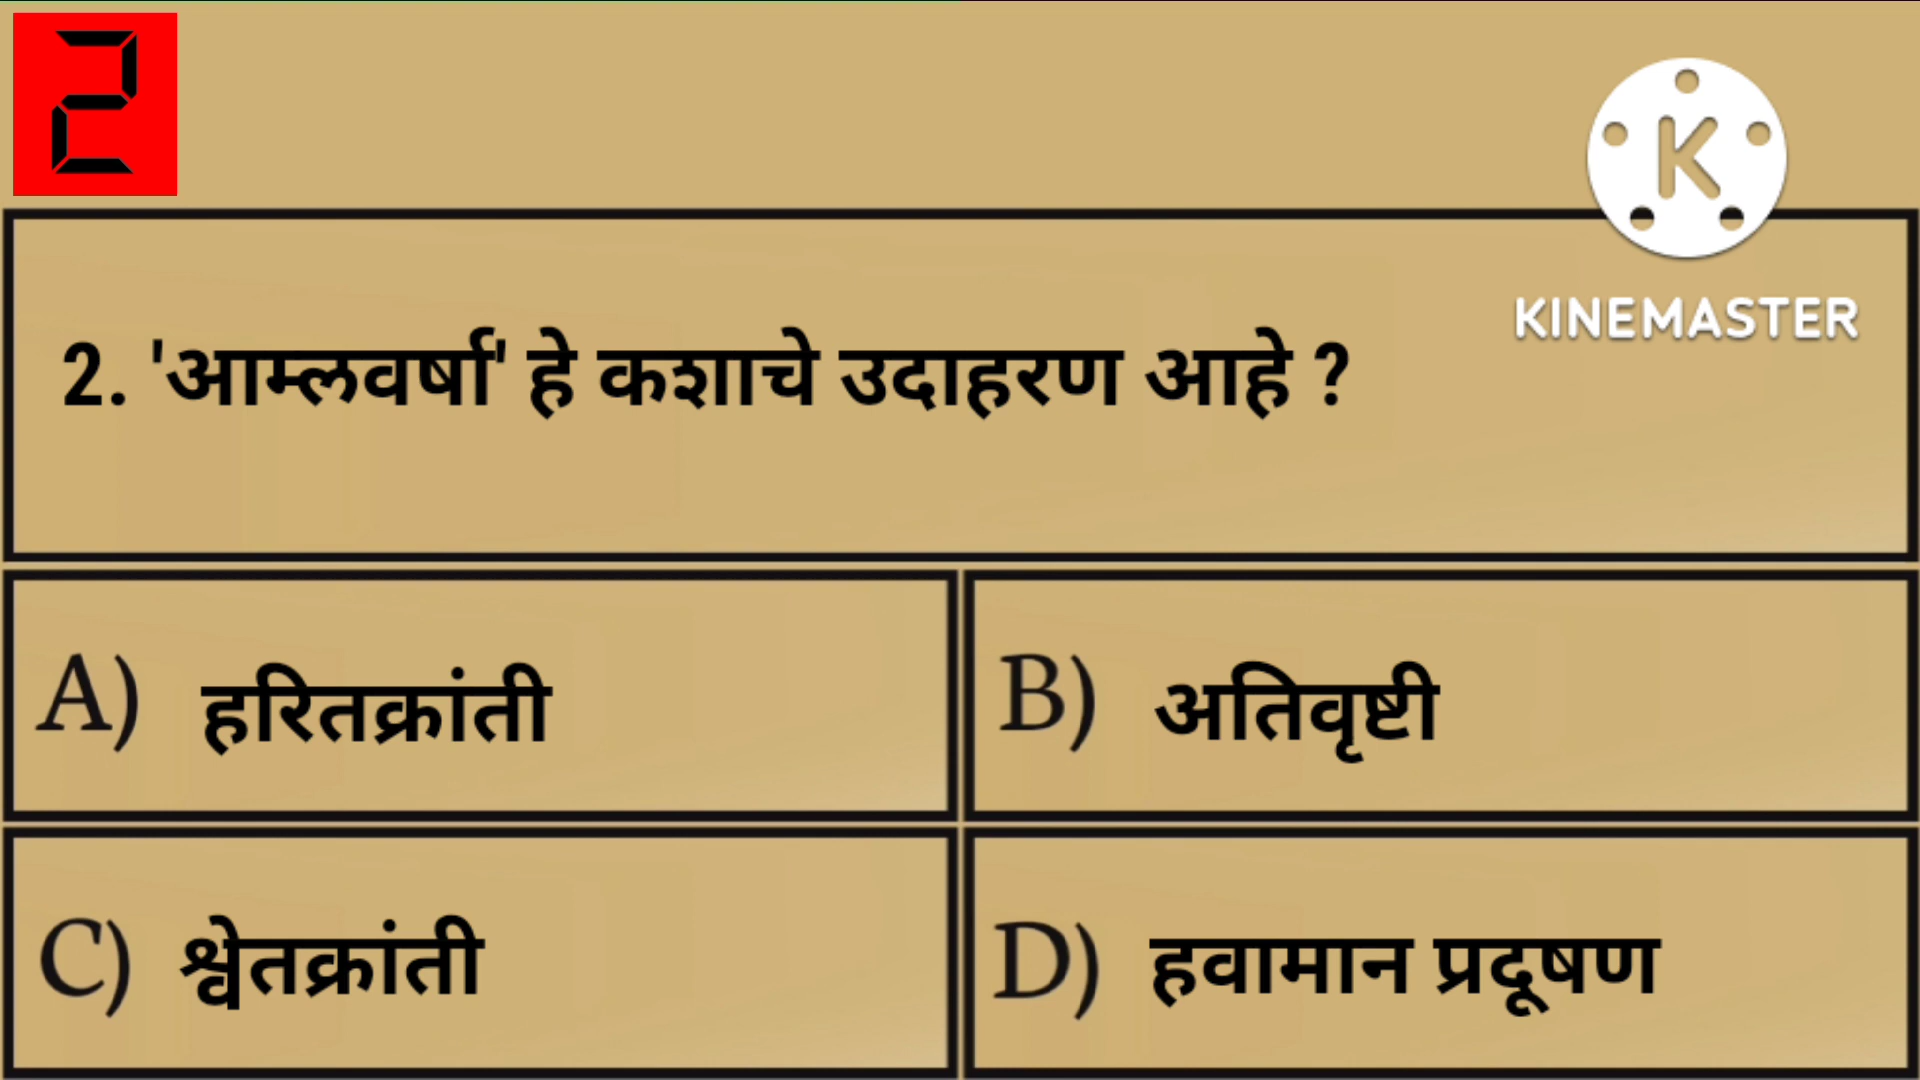 2
KINEMASTER
2. 'आम्लवर्षा' हे कशाचे उदाहरण आहे ?
A) हरितक्रांती
B) अतिवृष्टी
C) श्वेतक्रांती
D) हवामान प्रदूषण